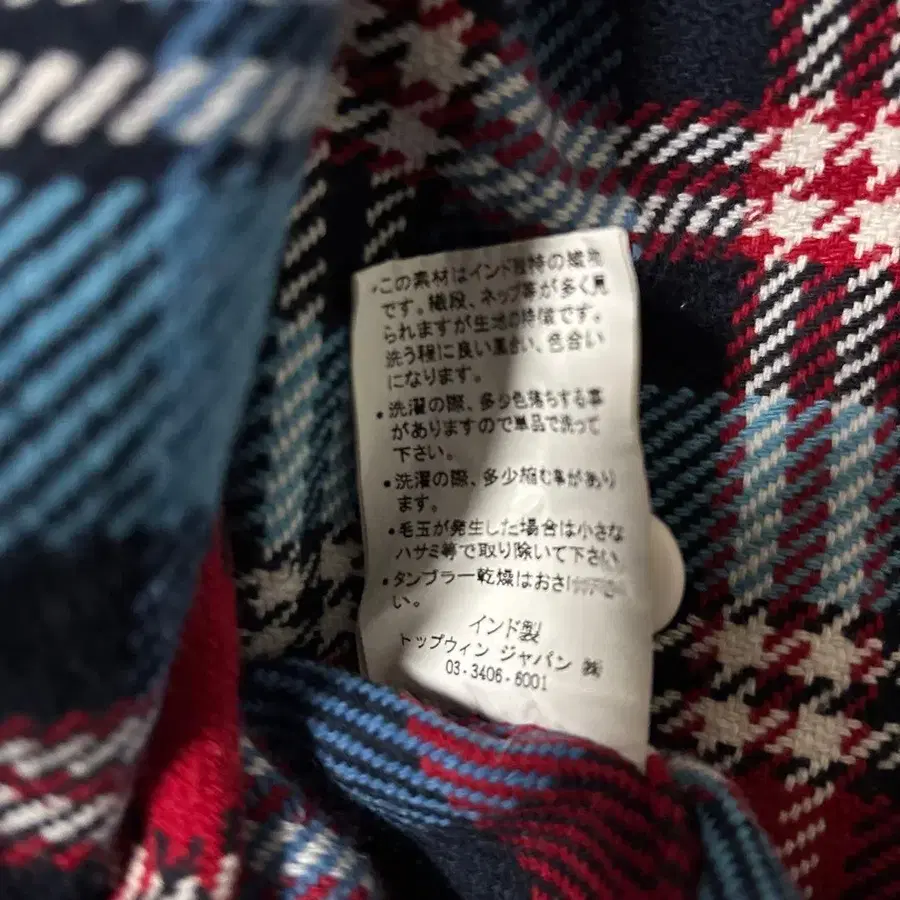 ・この素材はインド独特の織地
です。織段、ネップ等が多く見
られますが生地の特徴です。
洗う程に良い風合い、色合い
になります。
・洗濯の際、多少色落ちする事
がありますので単品で洗って
下さい。
・洗濯の際、多少縮む事があり
ます。
・毛玉が発生した場合は小さな
ハサミ等で取り除いて下さい
・タンブラー乾燥はおさけ
い。
インド製
トップウィン ジャパン ㈱
03-3406-6001